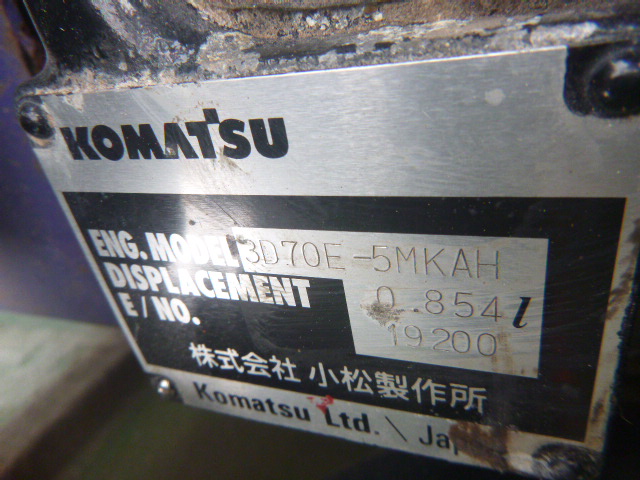 KOMATSU
ENG. MODEL 3D70E-5MKAH
DISPLACEMENT 0.854 l
E/NO. 19200
株式会社 小松製作所
Komatsu Ltd. \ Jap